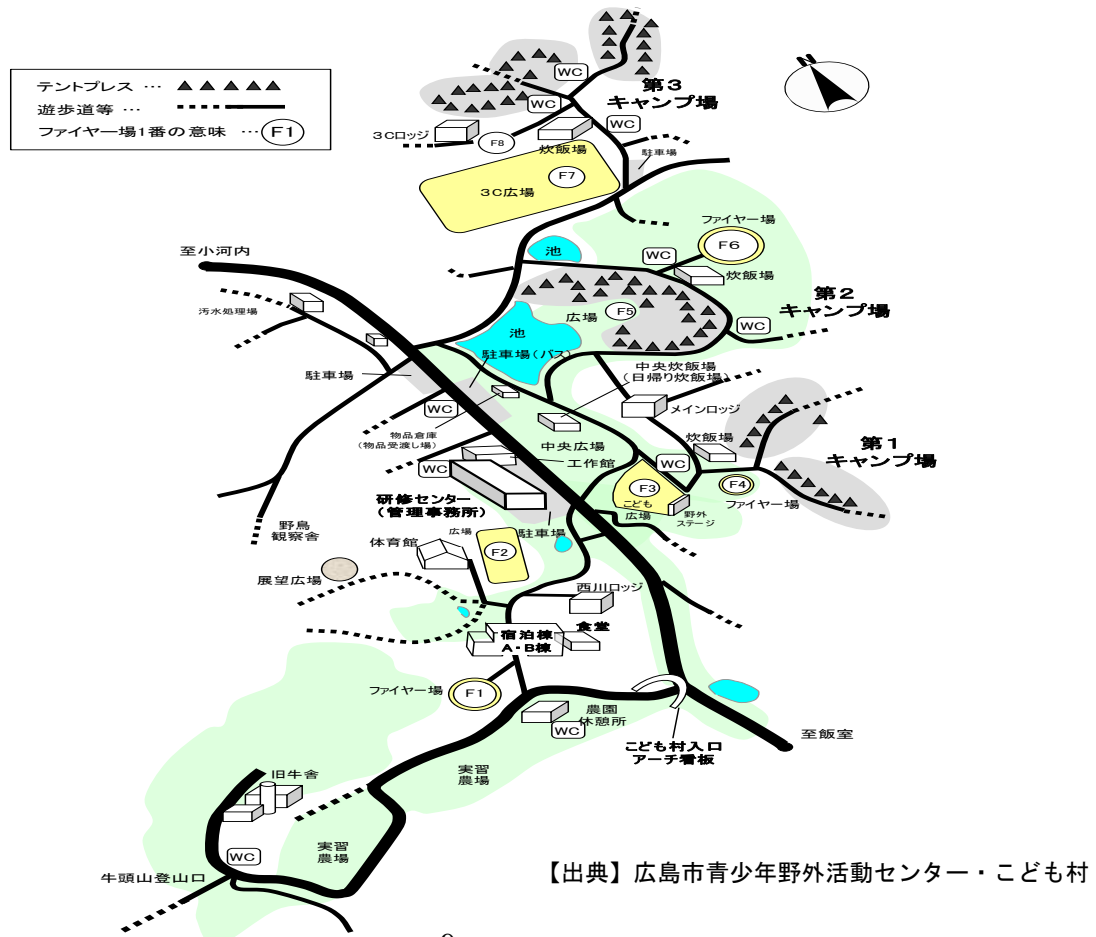 テントプレス …
遊歩道等 …
ファイヤー場1番の意味 … F1
N
WC
第3
キャンプ場
WC
WC
3Cロッジ
F8
炊飯場
駐車場
F7
3C広場
ファイヤー場
F6
至小河内
池
WC
炊飯場
第2
キャンプ場
汚水処理場
広場
F5
WC
池
駐車場(バス)
中央炊飯場
(日帰り炊飯場)
駐車場
WC
メインロッジ
物品倉庫
(物品受渡し場)
中央広場
炊飯場
第1
キャンプ場
工作館
WC
WC
F3
F4
ファイヤー場
研修センター
(管理事務所)
こども
広場
野外
ステージ
野鳥
観察舎
広場
駐車場
体育館
F2
展望広場
西川ロッジ
食堂
宿泊棟
A・B棟
ファイヤー場
F1
農園
休憩所
WC
こども村入口
アーチ看板
至飯室
実習
農場
旧牛舎
実習
農場
WC
牛頭山登山口
【出典】広島市青少年野外活動センター・こども村